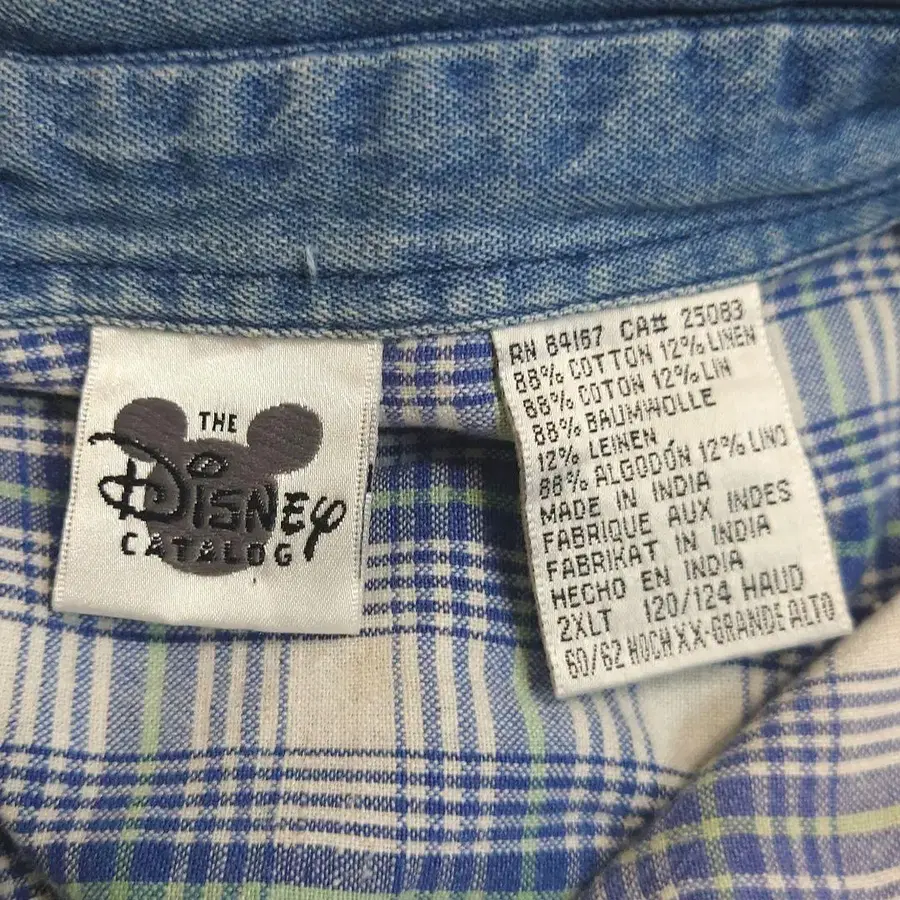 THE
DISNEY
CATALOG
RN 84167 CA# 25083
88% COTTON 12% LINEN
88% COTON 12% LIN
88% BAUMWOLLE
12% LEINEN
88% ALGODÓN 12% LINO
MADE IN INDIA
FABRIQUE AUX INDES
FABRIKAT IN INDIA
HECHO EN INDIA
2XLT 120/124 HAUD
60/62 HOCH XX-GRANDE ALTO